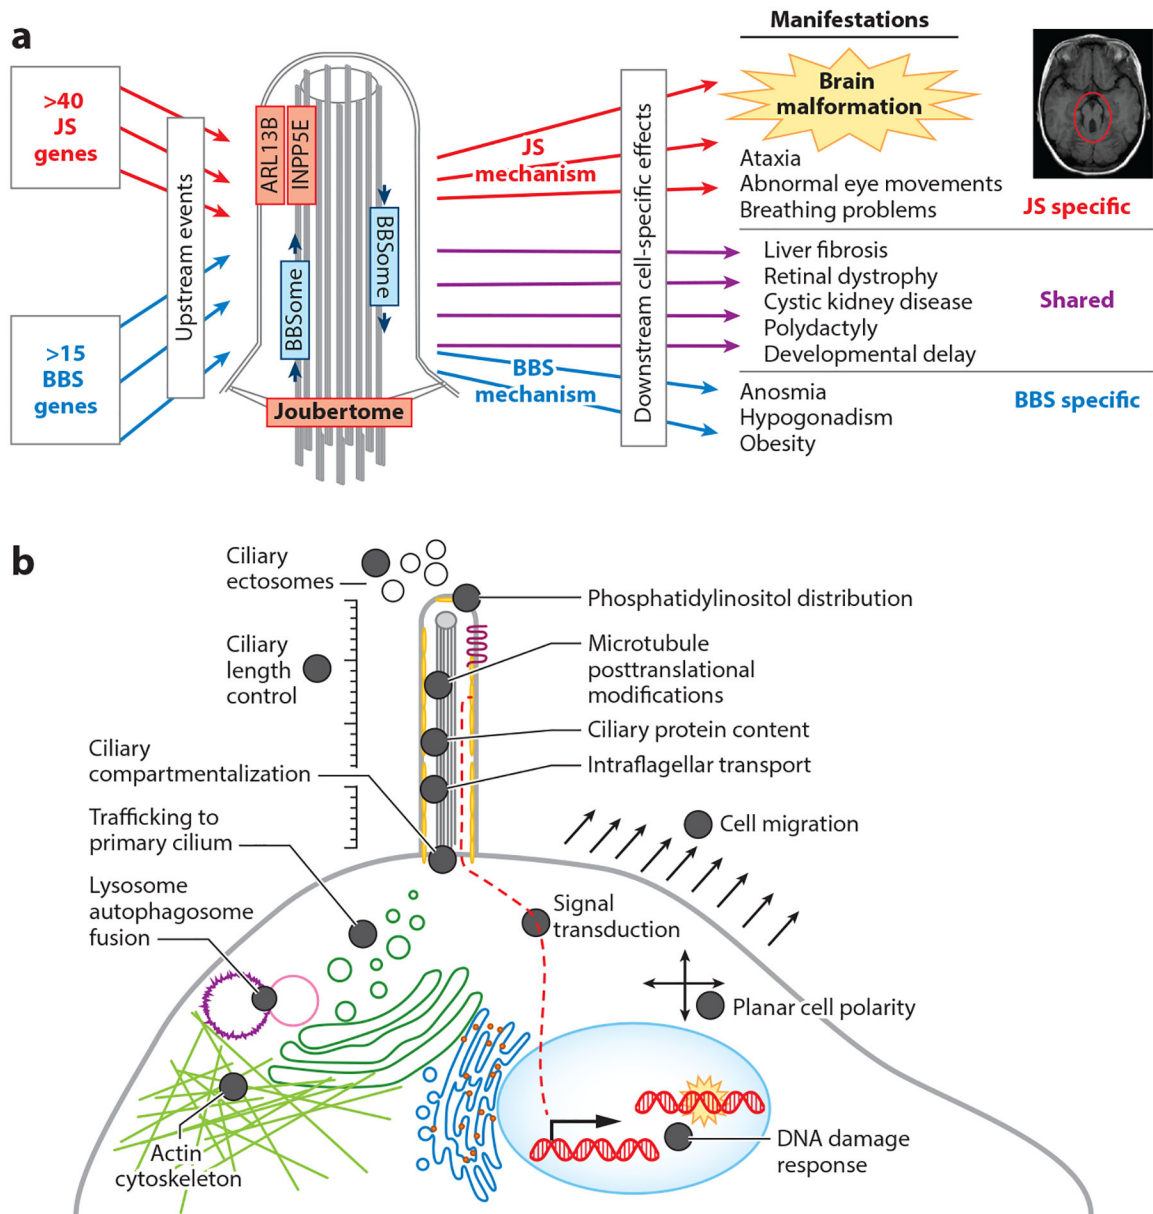 a
>40
JS
genes
>15
BBS
genes
Upstream events
ARL13B
INPP5E
BBSome
BBSome
Joubertome
JS
mechanism
BBS
mechanism
Downstream cell-specific effects
Manifestations
Brain
malformation
Ataxia
Abnormal eye movements
Breathing problems
JS specific
Liver fibrosis
Retinal dystrophy
Cystic kidney disease
Polydactyly
Developmental delay
Shared
Anosmia
Hypogonadism
Obesity
BBS specific
b
Ciliary
ectosomes
Ciliary
length
control
Ciliary
compartmentalization
Trafficking to
primary cilium
Lysosome
autophagosome
fusion
Actin
cytoskeleton
Phosphatidylinositol distribution
Microtubule
posttranslational
modifications
Ciliary protein content
Intraflagellar transport
Cell migration
Signal
transduction
Planar cell polarity
DNA damage
response